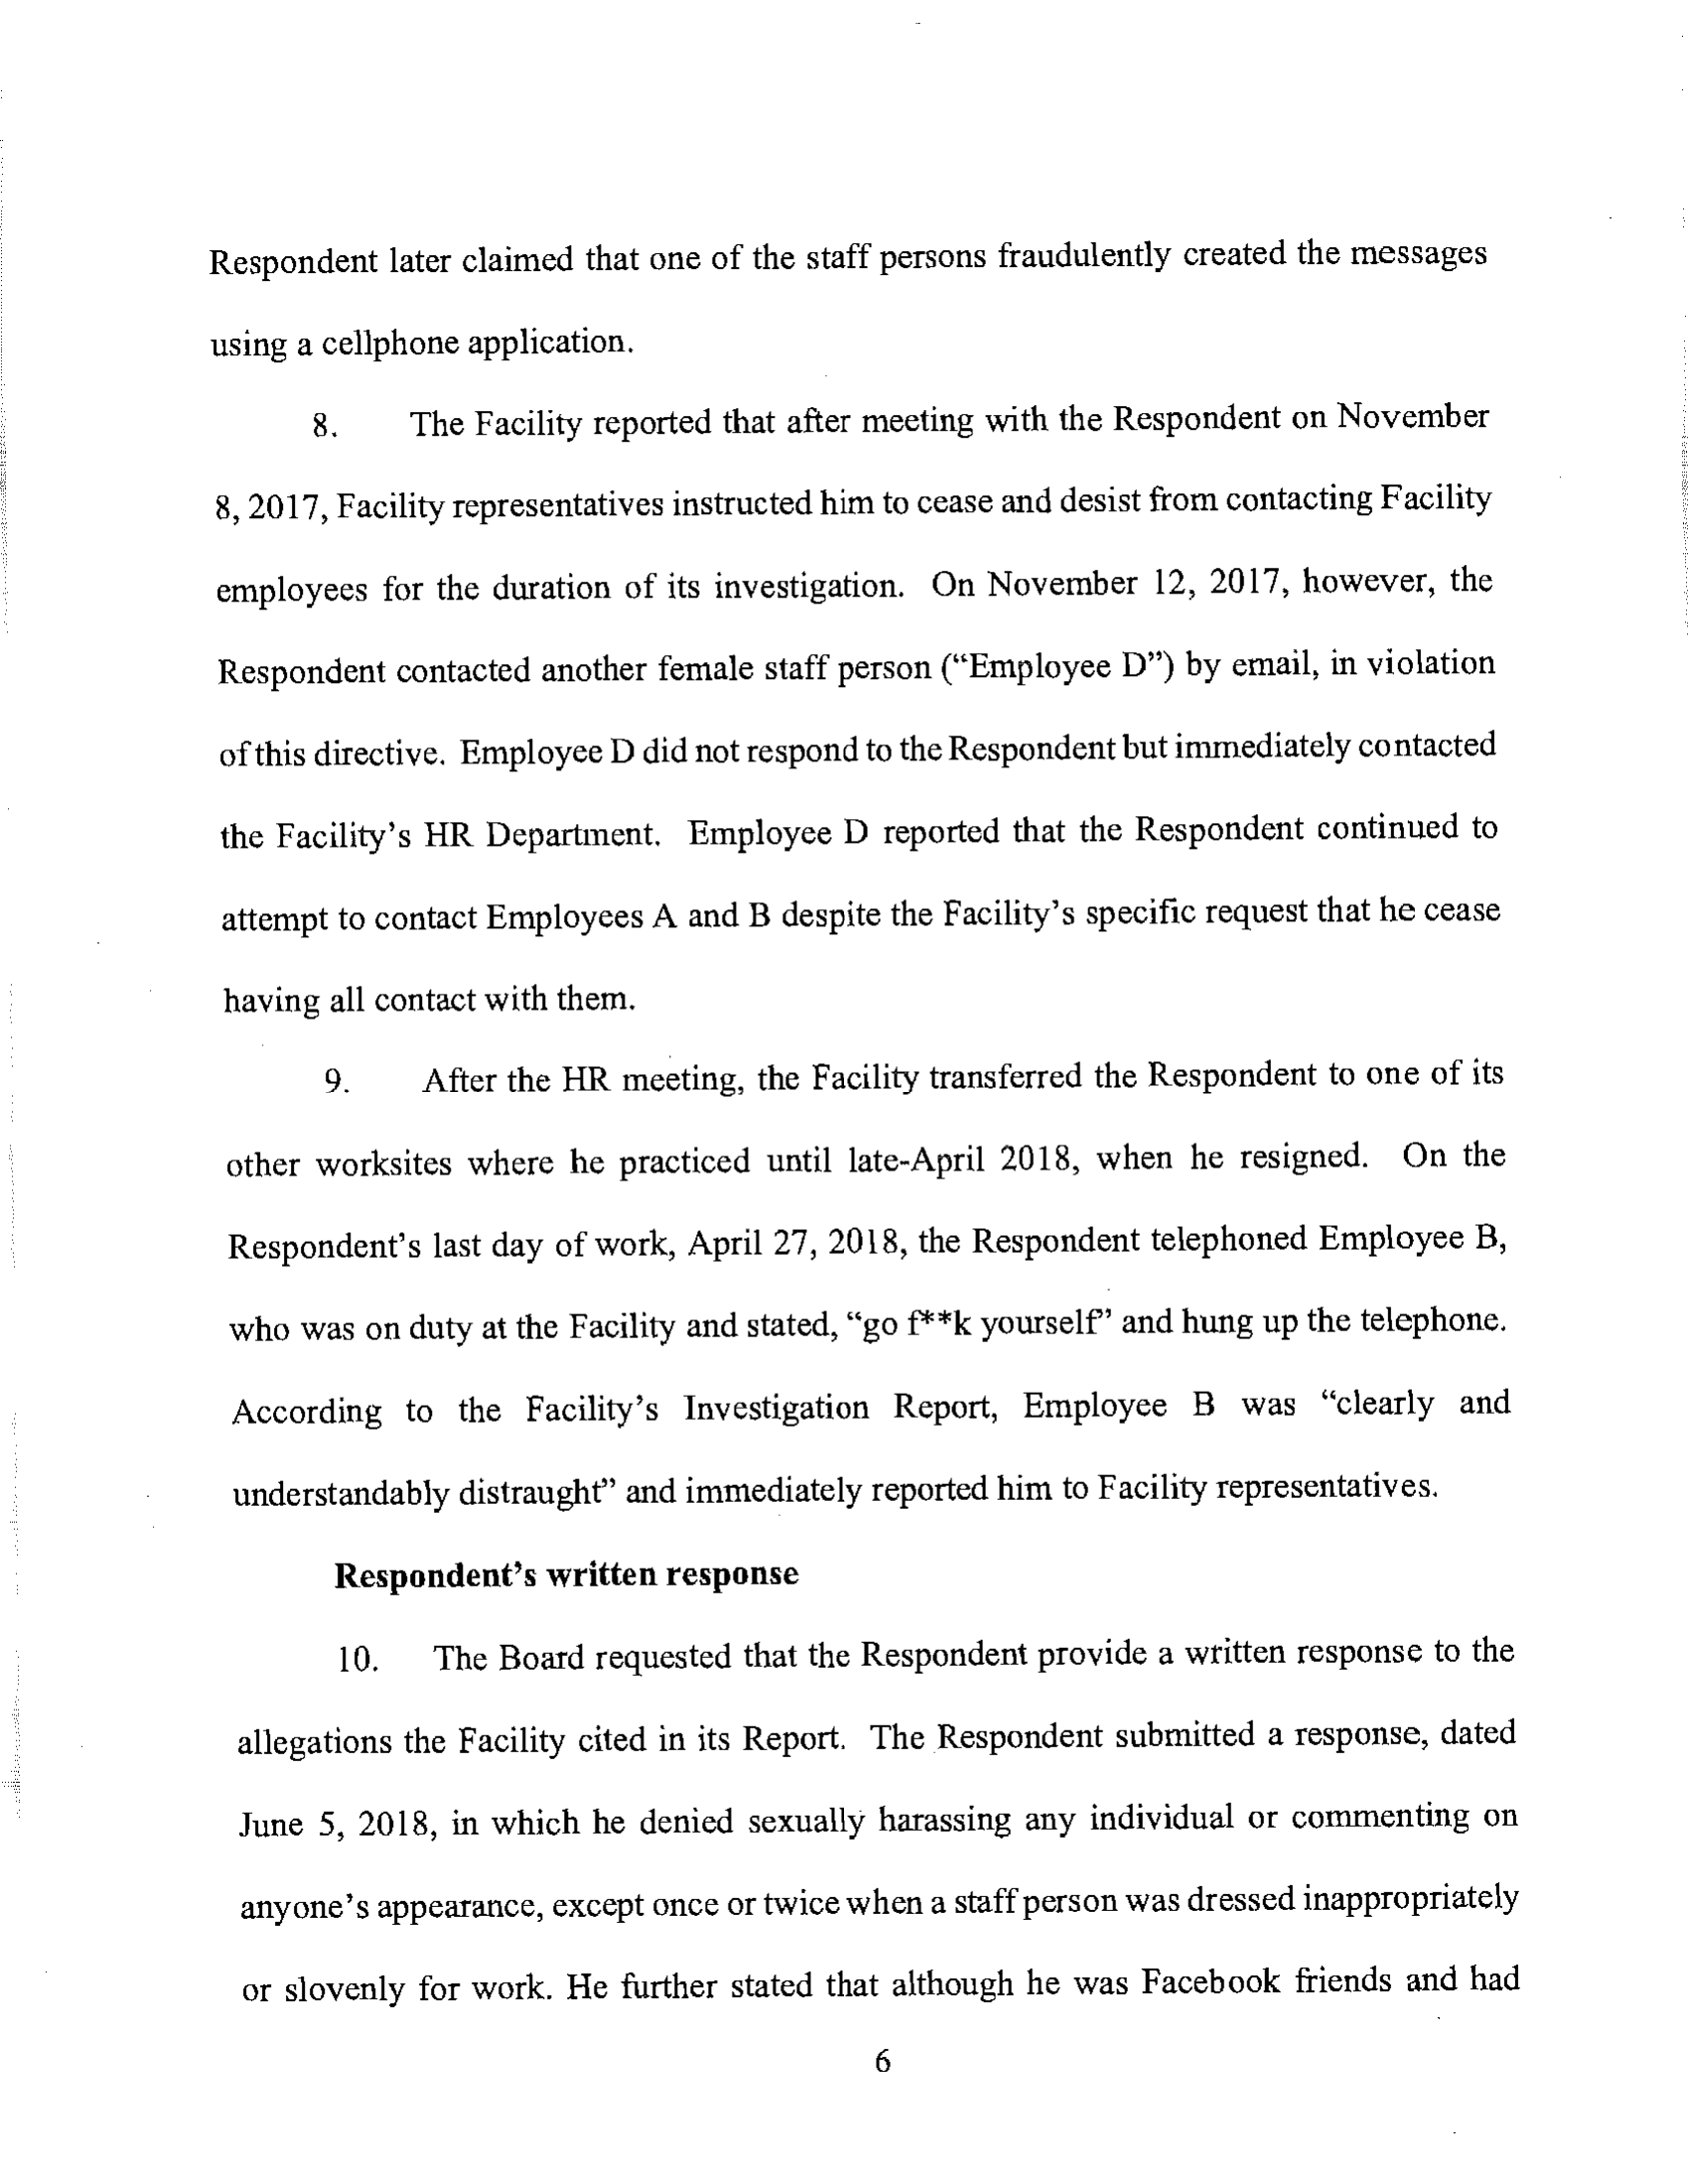 Respondent later claimed that one of the staff persons fraudulently created the messages
using a cellphone application.
8. The Facility reported that after meeting with the Respondent on November
8, 2017, Facility representatives instructed him to cease and desist from contacting Facility
employees for the duration of its investigation. On November 12, 2017, however, the
Respondent contacted another female staff person (“Employee D”) by email, in violation
of this directive. Employee D did not respond to the Respondent but immediately contacted
the Facility’s HR Department. Employee D reported that the Respondent continued to
attempt to contact Employees A and B despite the Facility’s specific request that he cease
having all contact with them.
9. After the HR meeting, the Facility transferred the Respondent to one of its
other worksites where he practiced until late-April 2018, when he resigned. On the
Respondent’s last day of work, April 27, 2018, the Respondent telephoned Employee B,
who was on duty at the Facility and stated, “go f**k yourself” and hung up the telephone.
According to the Facility’s Investigation Report, Employee B was “clearly and
understandably distraught” and immediately reported him to Facility representatives.
Respondent’s written response
10. The Board requested that the Respondent provide a written response to the
allegations the Facility cited in its Report. The Respondent submitted a response, dated
June 5, 2018, in which he denied sexually harassing any individual or commenting on
anyone’s appearance, except once or twice when a staff person was dressed inappropriately
or slovenly for work. He further stated that although he was Facebook friends and had
6